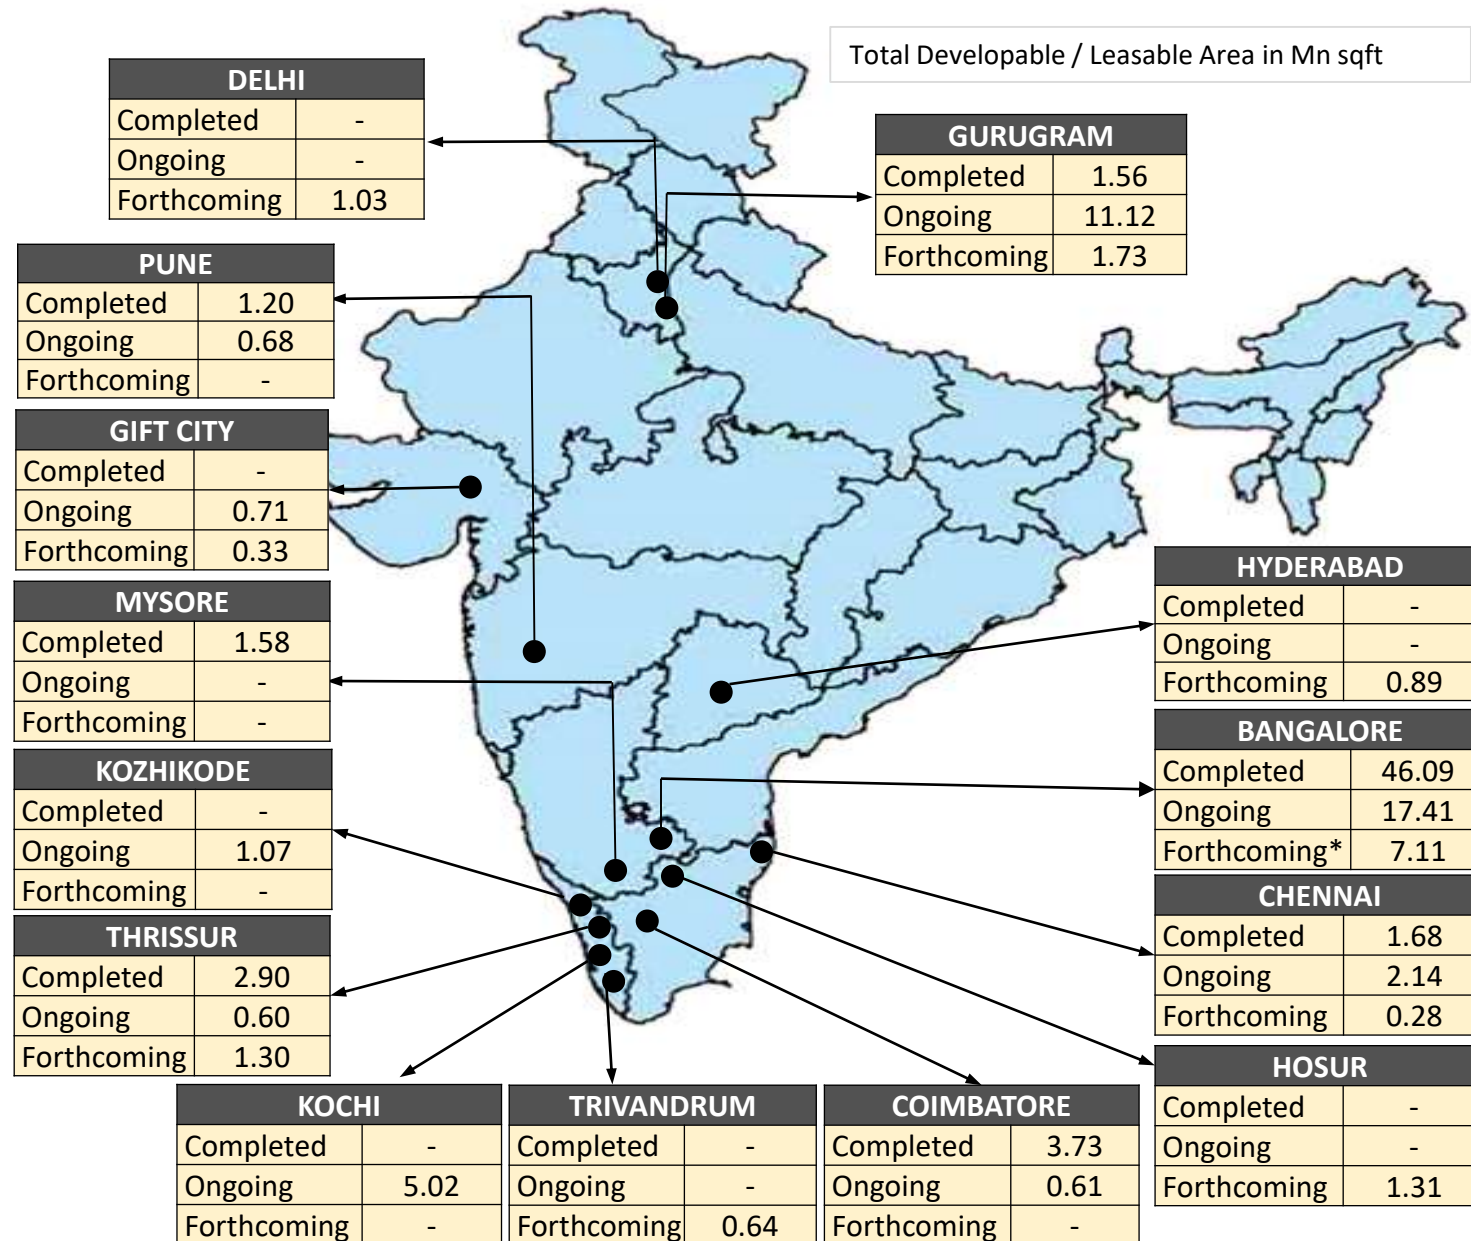 Total Developable / Leasable Area in Mn sqft
DELHI
Completed -
Ongoing -
Forthcoming 1.03
GURUGRAM
Completed 1.56
Ongoing 11.12
Forthcoming 1.73
PUNE
Completed 1.20
Ongoing 0.68
Forthcoming -
GIFT CITY
Completed -
Ongoing 0.71
Forthcoming 0.33
MYSORE
Completed 1.58
Ongoing -
Forthcoming -
KOZHIKODE
Completed -
Ongoing 1.07
Forthcoming -
THRISSUR
Completed 2.90
Ongoing 0.60
Forthcoming 1.30
HYDERABAD
Completed -
Ongoing -
Forthcoming 0.89
BANGALORE
Completed 46.09
Ongoing 17.41
Forthcoming* 7.11
CHENNAI
Completed 1.68
Ongoing 2.14
Forthcoming 0.28
HOSUR
Completed -
Ongoing -
Forthcoming 1.31
KOCHI
Completed -
Ongoing 5.02
Forthcoming -
TRIVANDRUM
Completed -
Ongoing -
Forthcoming 0.64
COIMBATORE
Completed 3.73
Ongoing 0.61
Forthcoming -